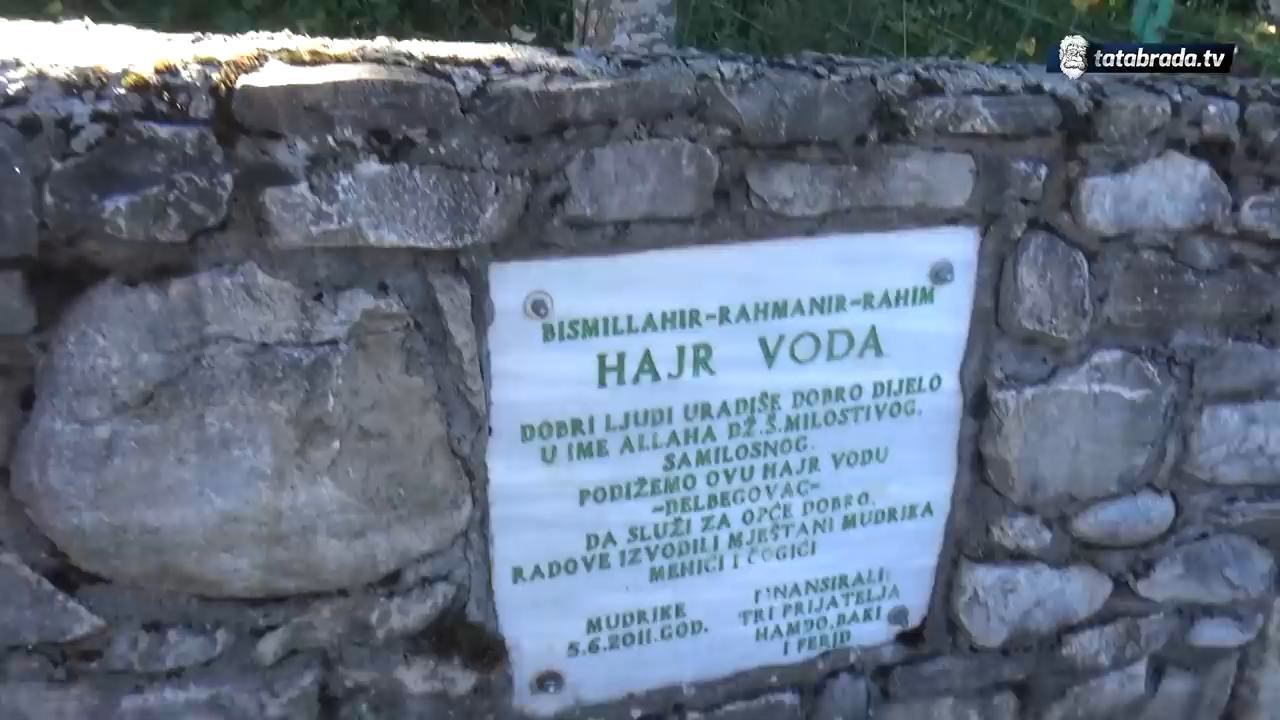 tatabrada.tv
BISMILLAHIR-RAHMANIR-RAHIM
HAJR VODA
DOBRI LJUDI URADIŠE DOBRO DIJELO
U IME ALLAHA DŽ.Š.MILOSTIVOG,
SAMILOSNOG.
PODIŽEMO OVU HAJR VODU
-DELBEGOVAC-
DA SLUŽI ZA OPĆE DOBRO.
RADOVE IZVODILI MJEŠTANI MUDRIKA
MEHIĆI I ČOGIĆI
MUDRIKE
5.6.2011.GOD.
FINANSIRALI:
TRI PRIJATELJA
HAMDO, BAKI
I FERID